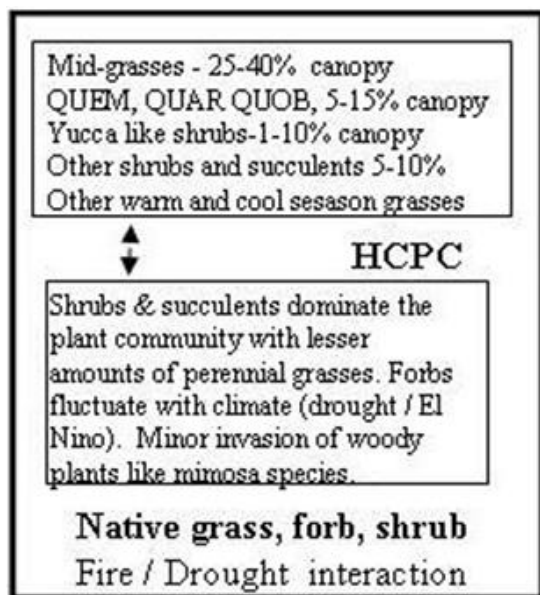 Mid-grasses - 25-40% canopy
QUEM, QUAR QUOB, 5-15% canopy
Yucca like shrubs-1-10% canopy
Other shrubs and succulents 5-10%
Other warm and cool sesason grasses
HCPC
Shrubs & succulents dominate the
plant community with lesser
amounts of perennial grasses. Forbs
fluctuate with climate (drought / El
Nino). Minor invasion of woody
plants like mimosa species.
Native grass, forb, shrub
Fire / Drought interaction